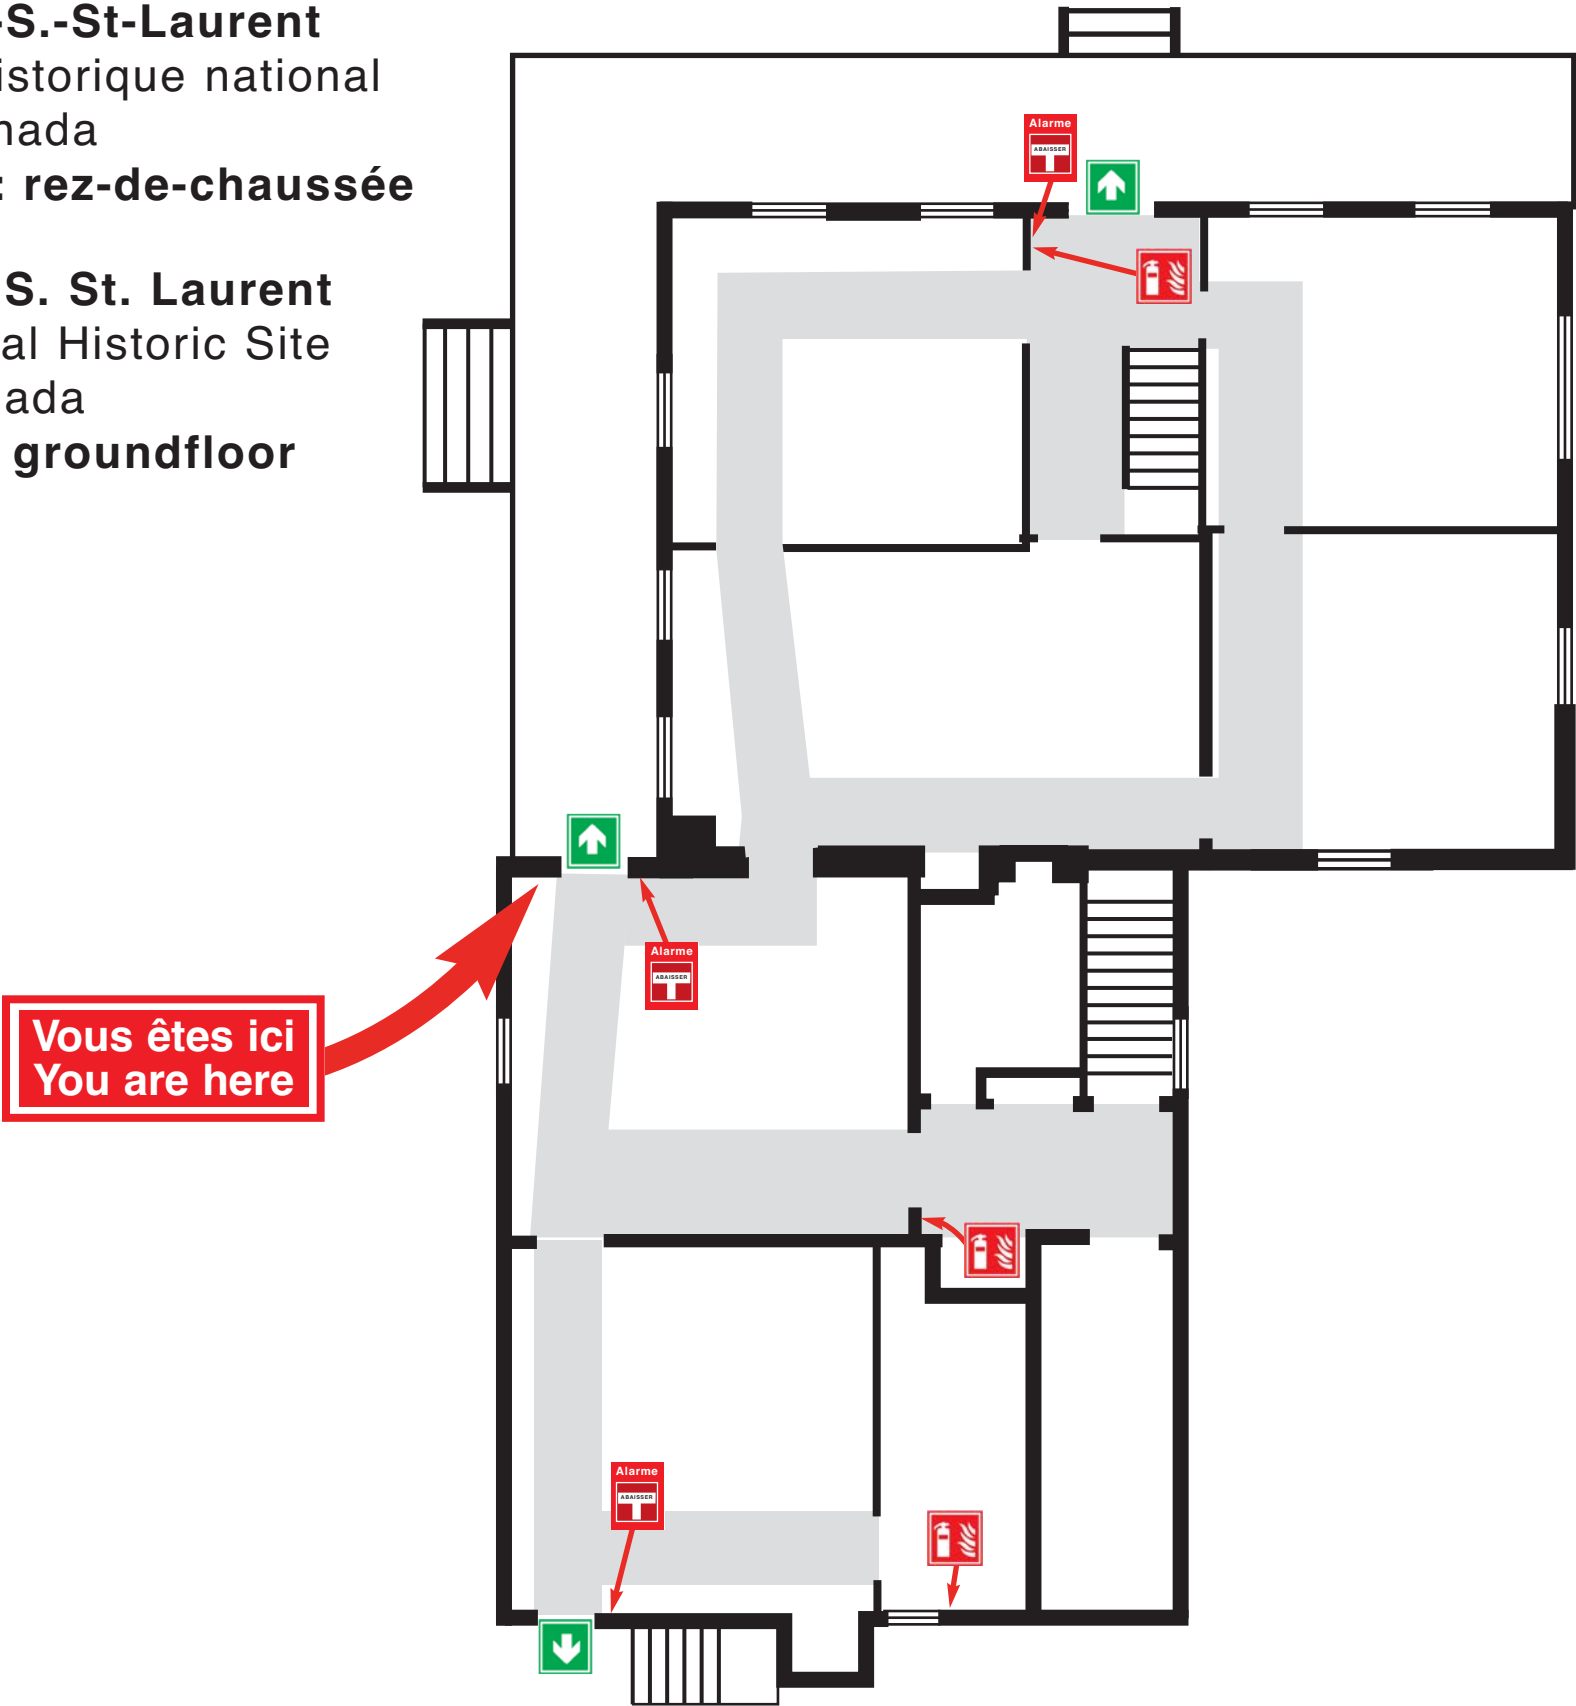 -S.-St-Laurent
istorique national
nada
: rez-de-chaussée
S. St. Laurent
al Historic Site
ada
groundfloor
Alarme
ABAISSER
Alarme
ABAISSER
Vous êtes ici
You are here
Alarme
ABAISSER